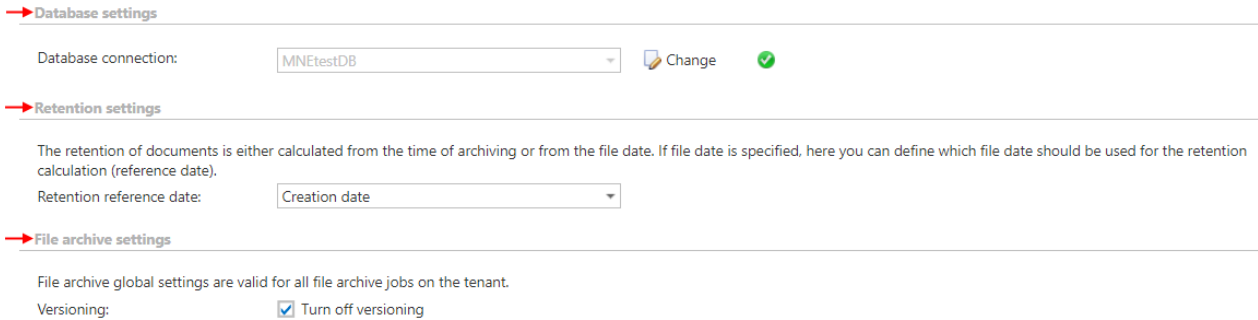 Database settings
Database connection: MNEtestDB Change
Retention settings
The retention of documents is either calculated from the time of archiving or from the file date. If file date is specified, here you can define which file date should be used for the retention
calculation (reference date).
Retention reference date: Creation date
File archive settings
File archive global settings are valid for all file archive jobs on the tenant.
Versioning: Turn off versioning